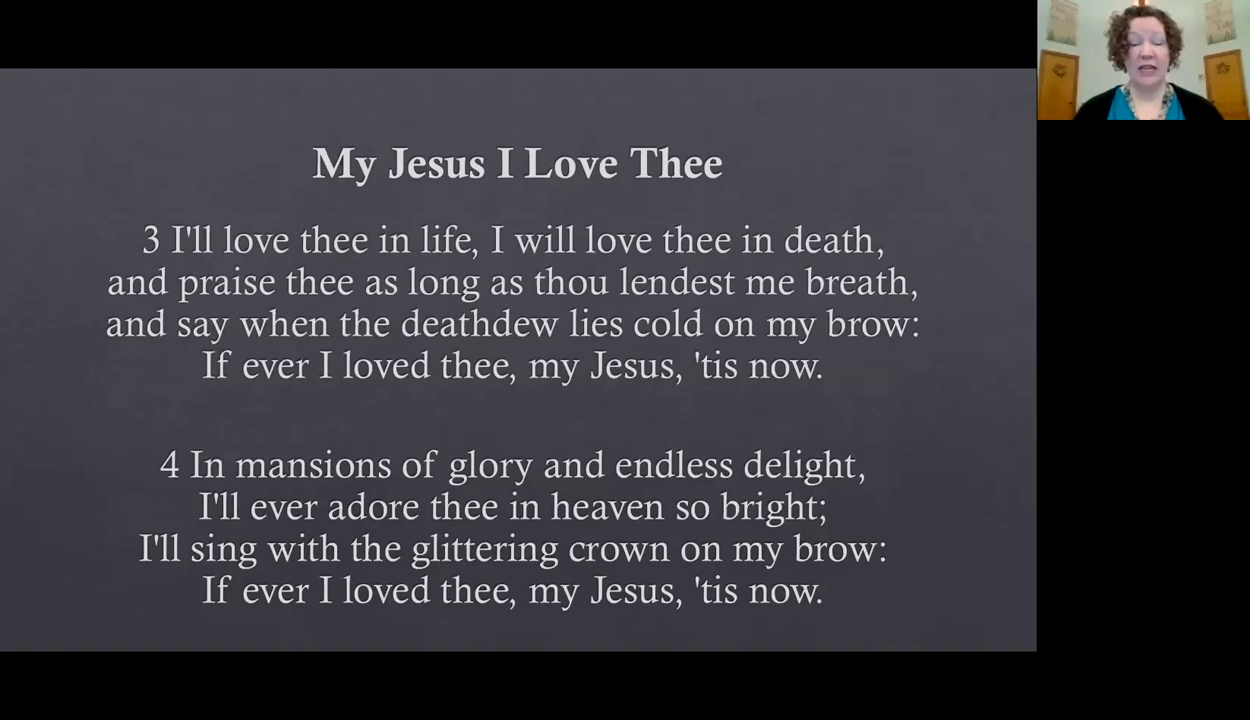 My Jesus I Love Thee
3 I'll love thee in life, I will love thee in death,
and praise thee as long as thou lendest me breath,
and say when the deathdew lies cold on my brow:
If ever I loved thee, my Jesus, 'tis now.
4 In mansions of glory and endless delight,
I'll ever adore thee in heaven so bright;
I'll sing with the glittering crown on my brow:
If ever I loved thee, my Jesus, 'tis now.